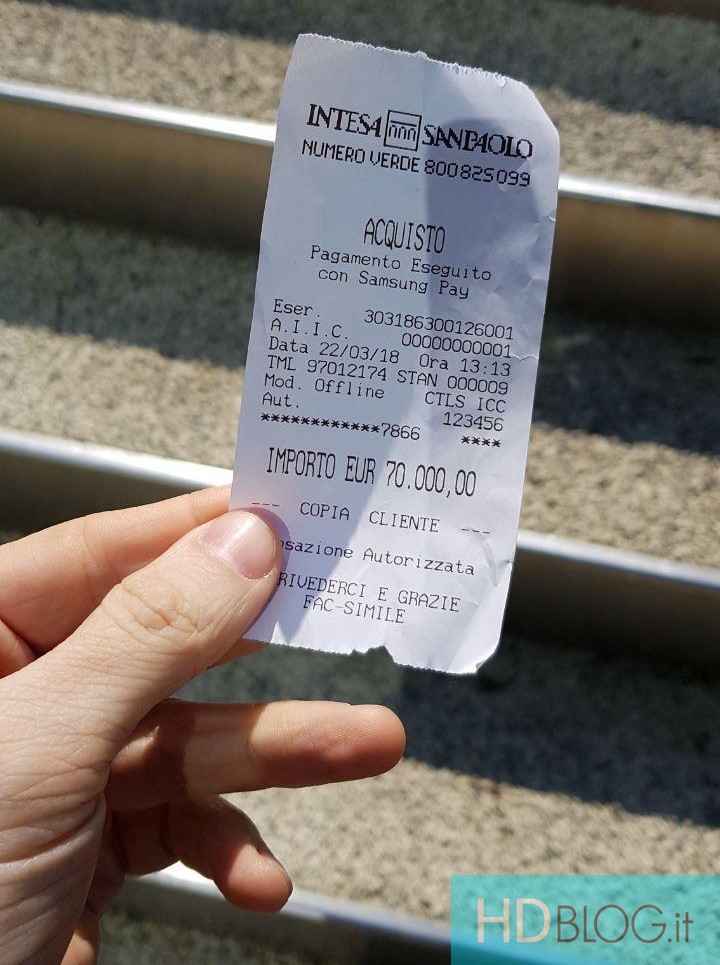 INTESA SANPAOLO
NUMERO VERDE 800825099
ACQUISTO
Pagamento Eseguito
con Samsung Pay
Eser. 303186300126001
A.I.I.C. 00000000001
Data 22/03/18 Ora 13:13
TML 97012174 STAN 000009
Mod. Offline CTLS ICC
Aut. 123456
************7866 ****
IMPORTO EUR 70.000,00
--- COPIA CLIENTE ---
Autorizzata
E GRAZIE
FAC-SIMILE
HDBLOG.it